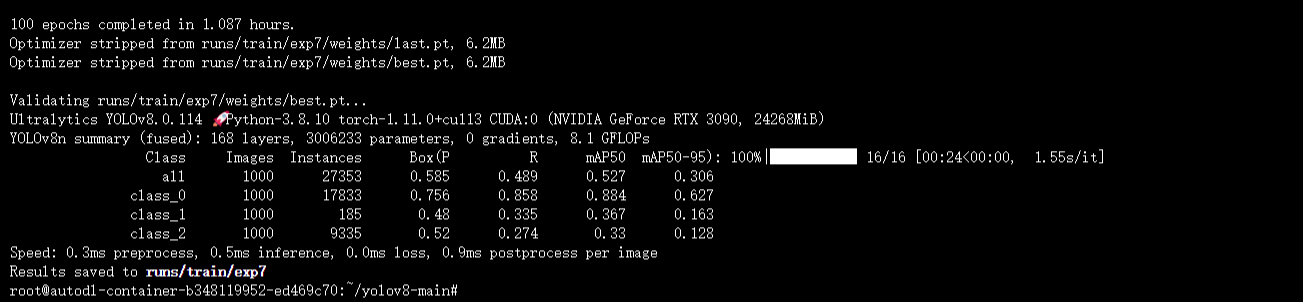 100 epochs completed in 1.087 hours.
Optimizer stripped from runs/train/exp7/weights/last.pt, 6.2MB
Optimizer stripped from runs/train/exp7/weights/best.pt, 6.2MB
Validating runs/train/exp7/weights/best.pt...
Ultralytics YOLOv8.0.114 🚀Python-3.8.10 torch-1.11.0+cu113 CUDA:0 (NVIDIA GeForce RTX 3090, 24268MiB)
YOLOv8n summary (fused): 168 layers, 3006233 parameters, 0 gradients, 8.1 GFLOPs
Class Images Instances Box(P R mAP50 mAP50-95): 100%|██████████| 16/16 [00:24<00:00, 1.55s/it]
all 1000 27353 0.585 0.489 0.527 0.306
class_0 1000 17833 0.756 0.858 0.884 0.627
class_1 1000 185 0.48 0.335 0.367 0.163
class_2 1000 9335 0.52 0.274 0.33 0.128
Speed: 0.3ms preprocess, 0.5ms inference, 0.0ms loss, 0.9ms postprocess per image
Results saved to runs/train/exp7
root@autodl-container-b348119952-ed469c70:~/yolov8-main#